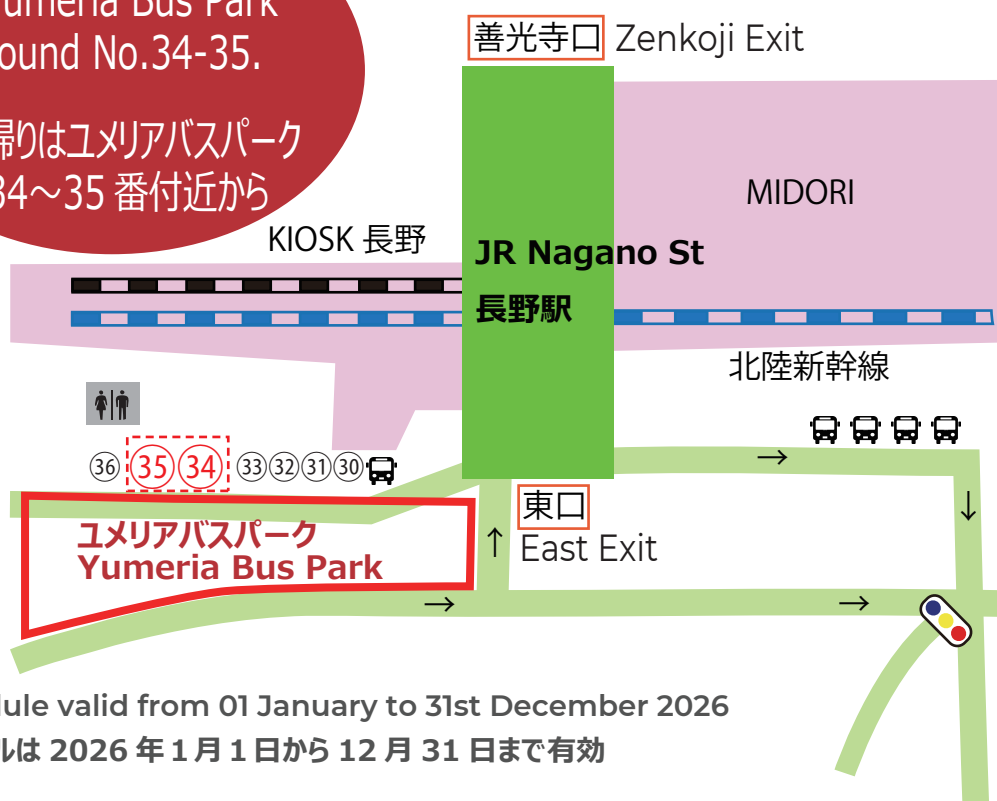 Yumeria Bus Park
ound No.34-35.
帰りはユメリアバスパーク
34～35 番付近から
善光寺口 Zenkoji Exit
MIDORI
KIOSK 長野
JR Nagano St
長野駅
北陸新幹線
36 35 34 33 32 31 30
→
ユメリアバスパーク
Yumeria Bus Park
東口
East Exit
↑
↓
→
→
ule valid from 01 January to 31st December 2026
ルは 2026 年 1 月 1 日から 12 月 31 日まで有効